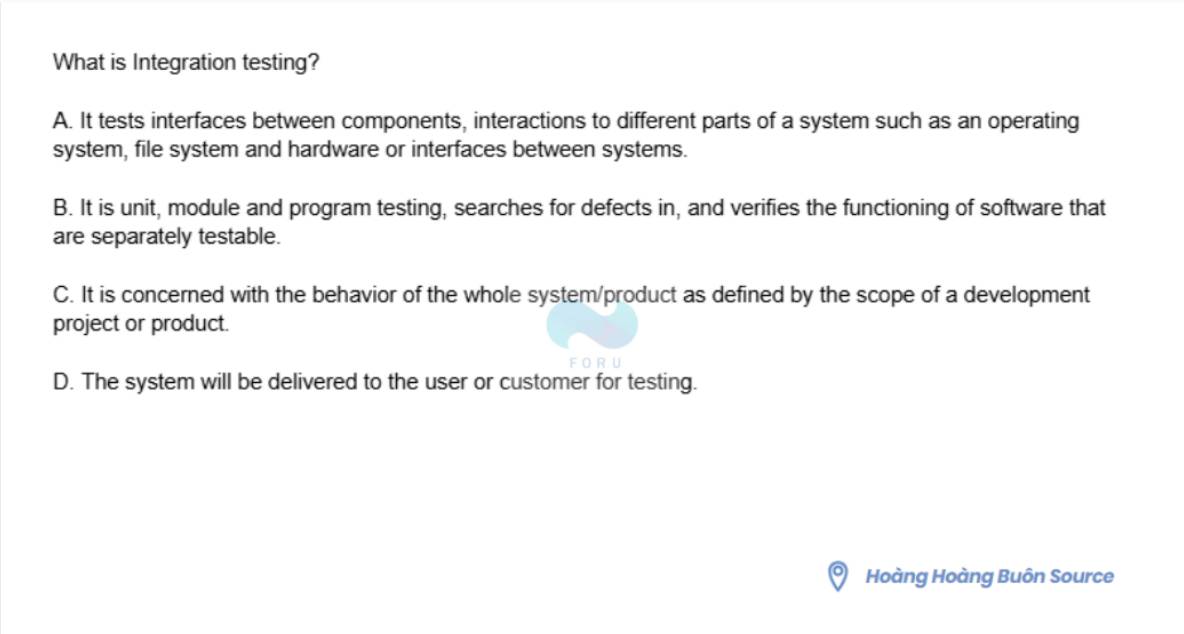 What is Integration testing?
A. It tests interfaces between components, interactions to different parts of a system such as an operating
system, file system and hardware or interfaces between systems.
B. It is unit, module and program testing, searches for defects in, and verifies the functioning of software that
are separately testable.
C. It is concerned with the behavior of the whole system/product as defined by the scope of a development
project or product.
FORU
D. The system will be delivered to the user or customer for testing.
Hoàng Hoàng Buôn Source